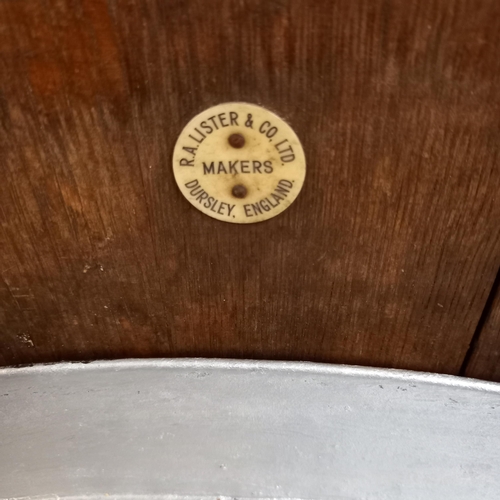 R.A. LISTER & CO. LTD.
MAKERS
DURSLEY, ENGLAND.